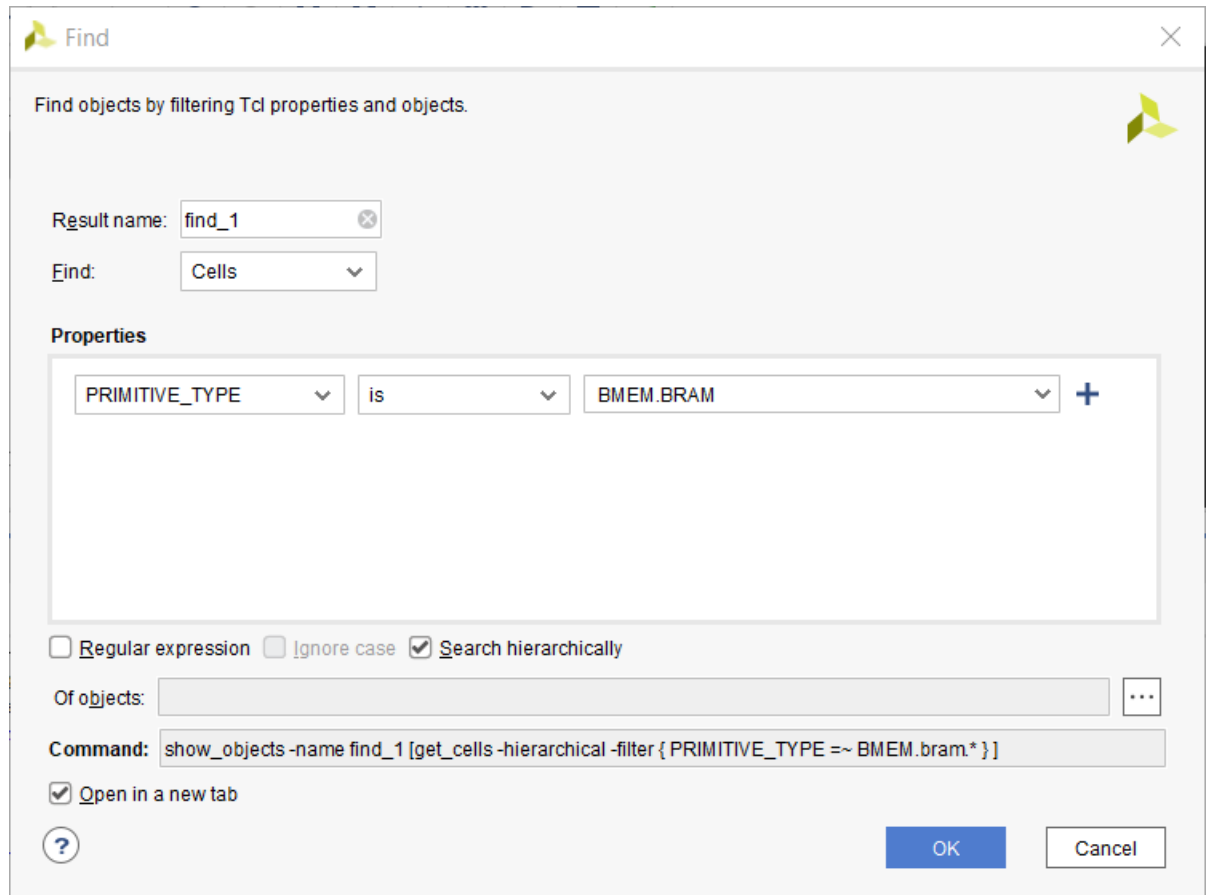 Find
Find objects by filtering Tcl properties and objects.
Result name: find_1
Find: Cells
Properties
PRIMITIVE_TYPE is BMEM.BRAM
Regular expression Ignore case Search hierarchically
Of objects: ...
Command: show_objects -name find_1 [get_cells -hierarchical -filter { PRIMITIVE_TYPE =~ BMEM.bram.* } ]
Open in a new tab
? OK Cancel